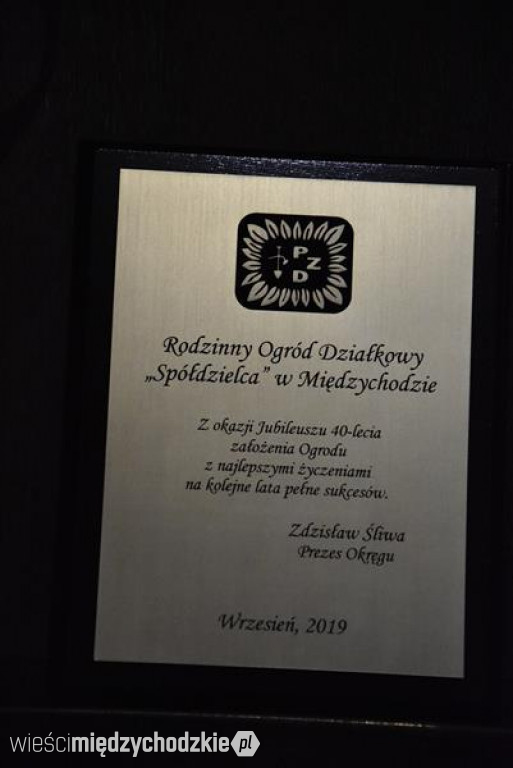 P
Z
D
Rodzinny Ogród Działkowy
„Spółdzielca” w Międzychodzie
Z okazji Jubileuszu 40-lecia
założenia Ogrodu
z najlepszymi życzeniami
na kolejne lata pełne sukcesów.
Zdzisław Śliwa
Prezes Okręgu
Wrzesień, 2019
wieścimiędzychodzkie.pl